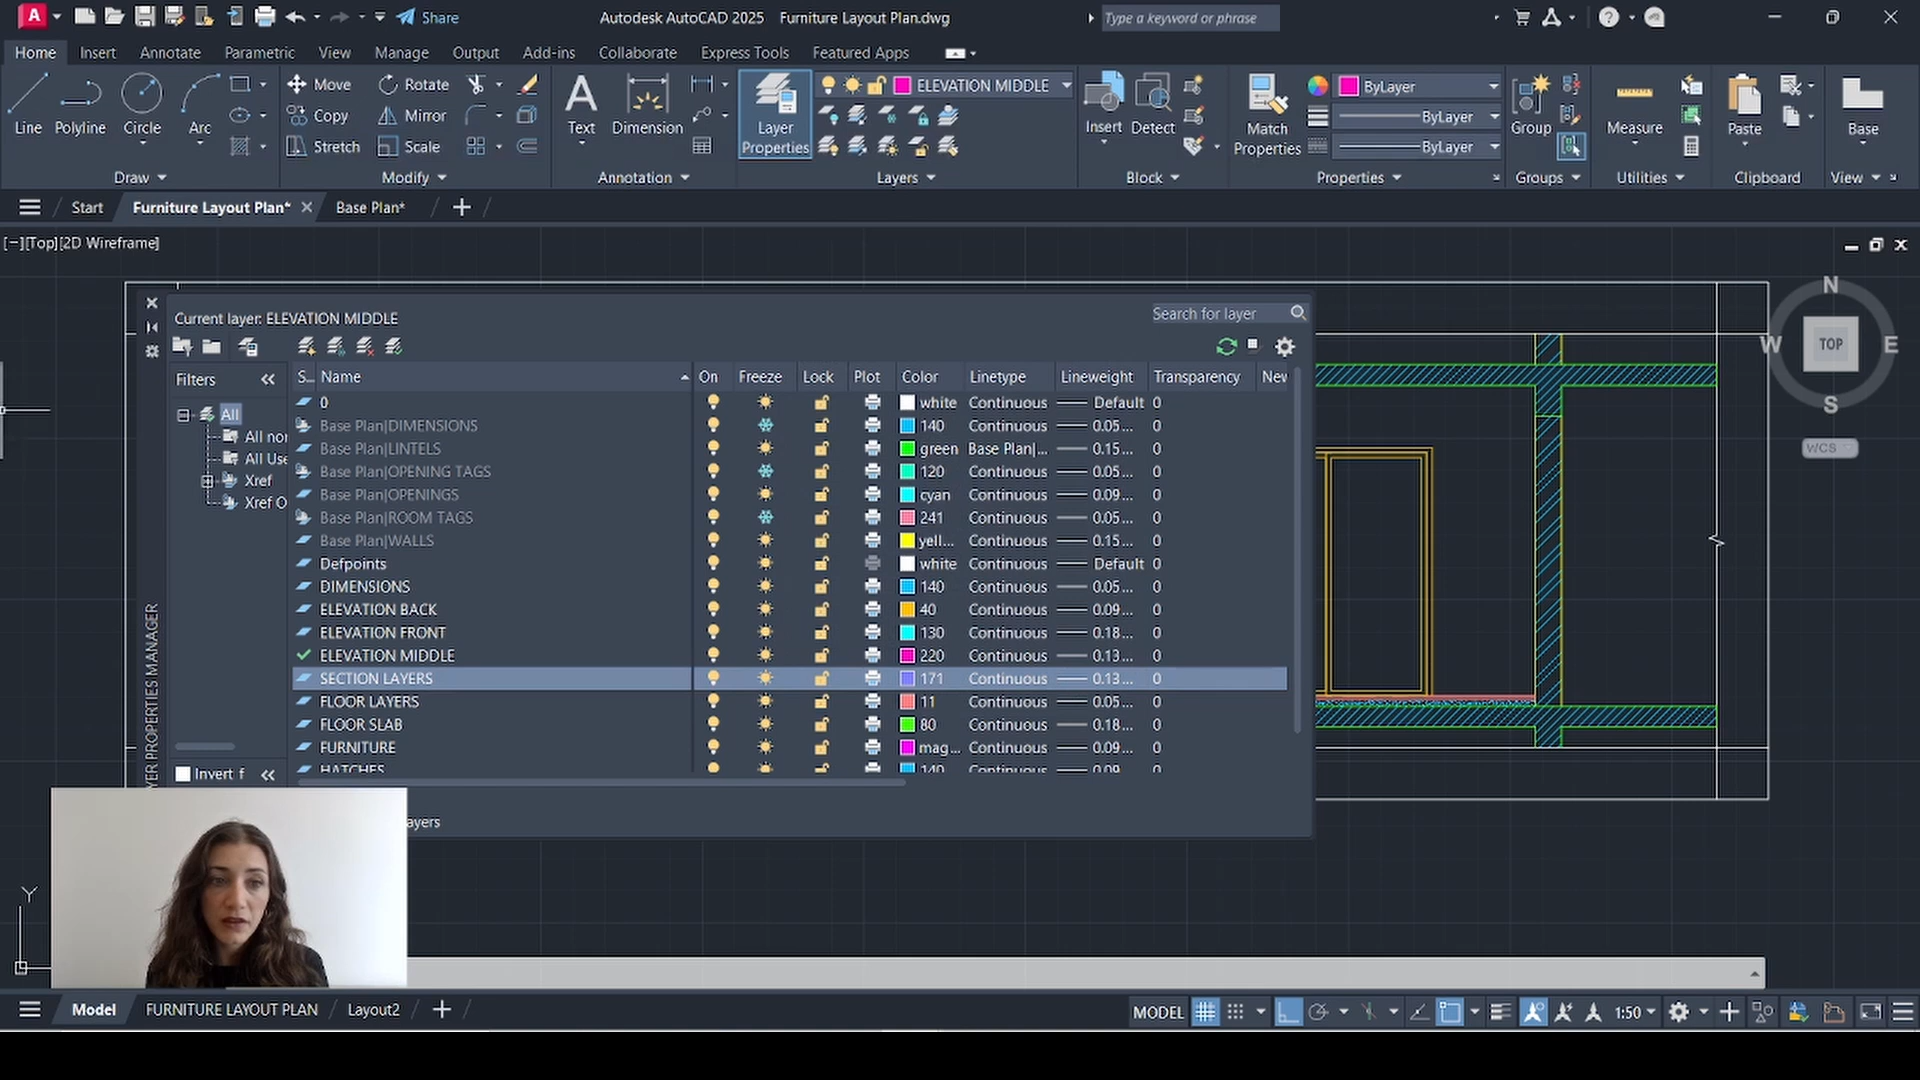 Share
Autodesk AutoCAD 2025 Furniture Layout Plan.dwg
Type a keyword or phrase
Home Insert Annotate Parametric View Manage Output Add-ins Collaborate Express Tools Featured Apps
Line Polyline Circle Arc
Move Rotate
Copy Mirror
Stretch Scale
Text Dimension
Layer Properties
ELEVATION MIDDLE
Insert Detect
Match Properties
ByLayer
ByLayer
ByLayer
Group Measure Paste Base
Draw Modify Annotation Layers Block Properties Groups Utilities Clipboard View
Start Furniture Layout Plan* Base Plan*
[−][Top][2D Wireframe]
N
W TOP E
S
WCS
Current layer: ELEVATION MIDDLE
Search for layer
Filters
All
All nor
All Use
Xref
Xref O
Invert f
S... Name On Freeze Lock Plot Color Linetype Lineweight Transparency New
0 white Continuous Default 0
Base Plan|DIMENSIONS 140 Continuous 0.05... 0
Base Plan|LINTELS green Base Plan|... 0.15... 0
Base Plan|OPENING TAGS 120 Continuous 0.05... 0
Base Plan|OPENINGS cyan Continuous 0.09... 0
Base Plan|ROOM TAGS 241 Continuous 0.05... 0
Base Plan|WALLS yell... Continuous 0.15... 0
Defpoints white Continuous Default 0
DIMENSIONS 140 Continuous 0.05... 0
ELEVATION BACK 40 Continuous 0.09... 0
ELEVATION FRONT 130 Continuous 0.18... 0
ELEVATION MIDDLE 220 Continuous 0.13... 0
SECTION LAYERS 171 Continuous 0.13... 0
FLOOR LAYERS 11 Continuous 0.05... 0
FLOOR SLAB 80 Continuous 0.18... 0
FURNITURE mag... Continuous 0.09... 0
HATCHES 140 Continuous 0.09... 0
YER PROPERTIES MANAGER
ayers
Y
Model FURNITURE LAYOUT PLAN Layout2
MODEL 1:50